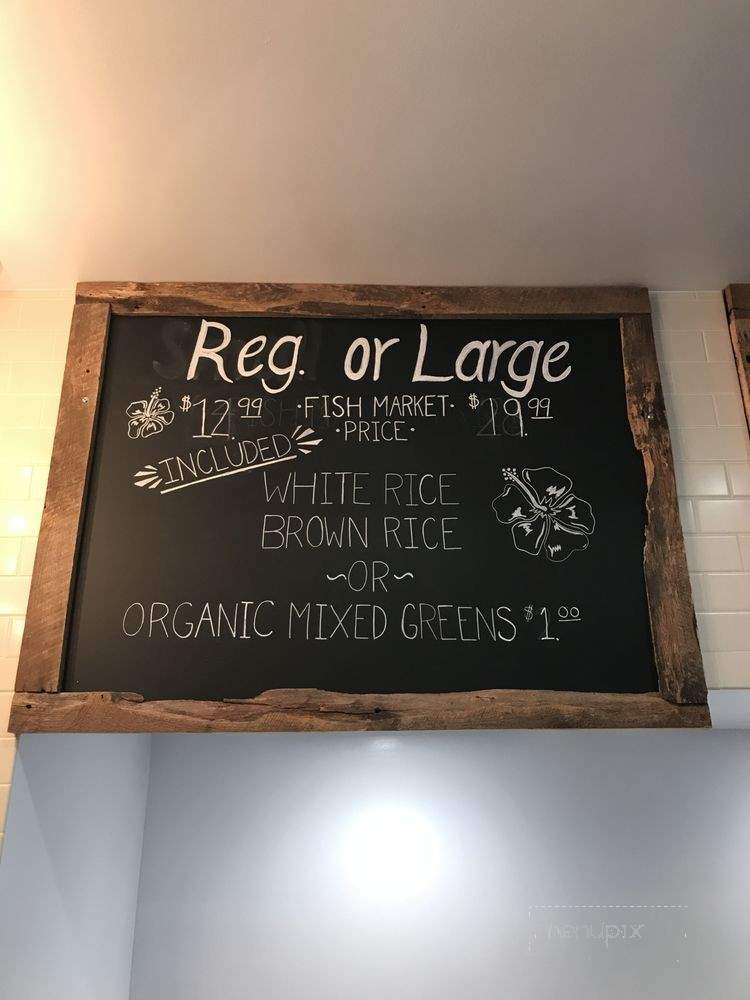 Reg. or Large
$12.99 ·FISH MARKET· $19.99
·PRICE·
INCLUDED
WHITE RICE
BROWN RICE
~OR~
ORGANIC MIXED GREENS $1.00
menupix